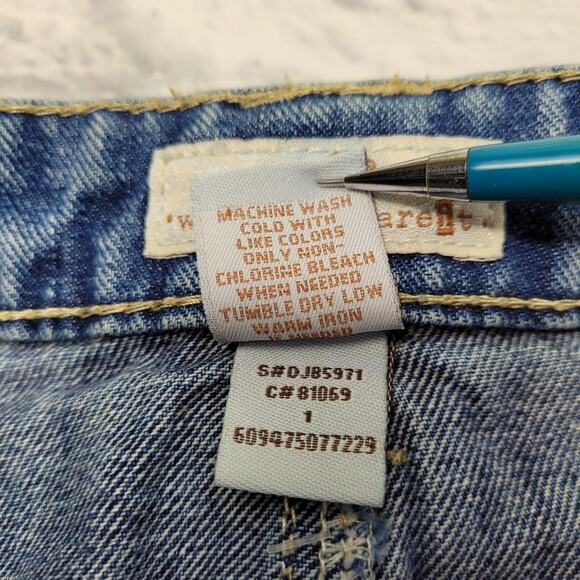 MACHINE WASH
COLD WITH
LIKE COLORS
ONLY NON-
CHLORINE BLEACH
WHEN NEEDED
TUMBLE DRY LOW
WARM IRON
S#DJ85971
C# 81069
1
609475077229